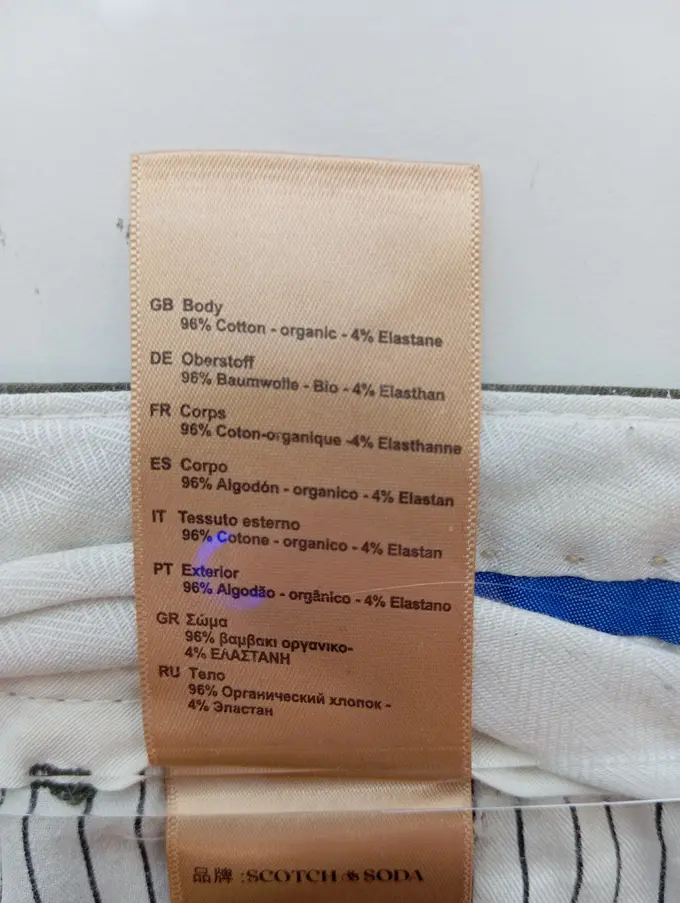 GB Body
96% Cotton - organic - 4% Elastane
DE Oberstoff
96% Baumwolle - Bio - 4% Elasthan
FR Corps
96% Coton-organique -4% Elasthanne
ES Corpo
96% Algodón - organico - 4% Elastan
IT Tessuto esterno
96% Cotone - organico - 4% Elastan
PT Exterior
96% Algodão - orgânico - 4% Elastano
GR Σώμα
96% βαμβακι οργανικο-
4% ΕΛΑΣΤΑΝΗ
RU Тело
96% Органический хлопок -
4% Эластан
品牌 :SCOTCH & SODA